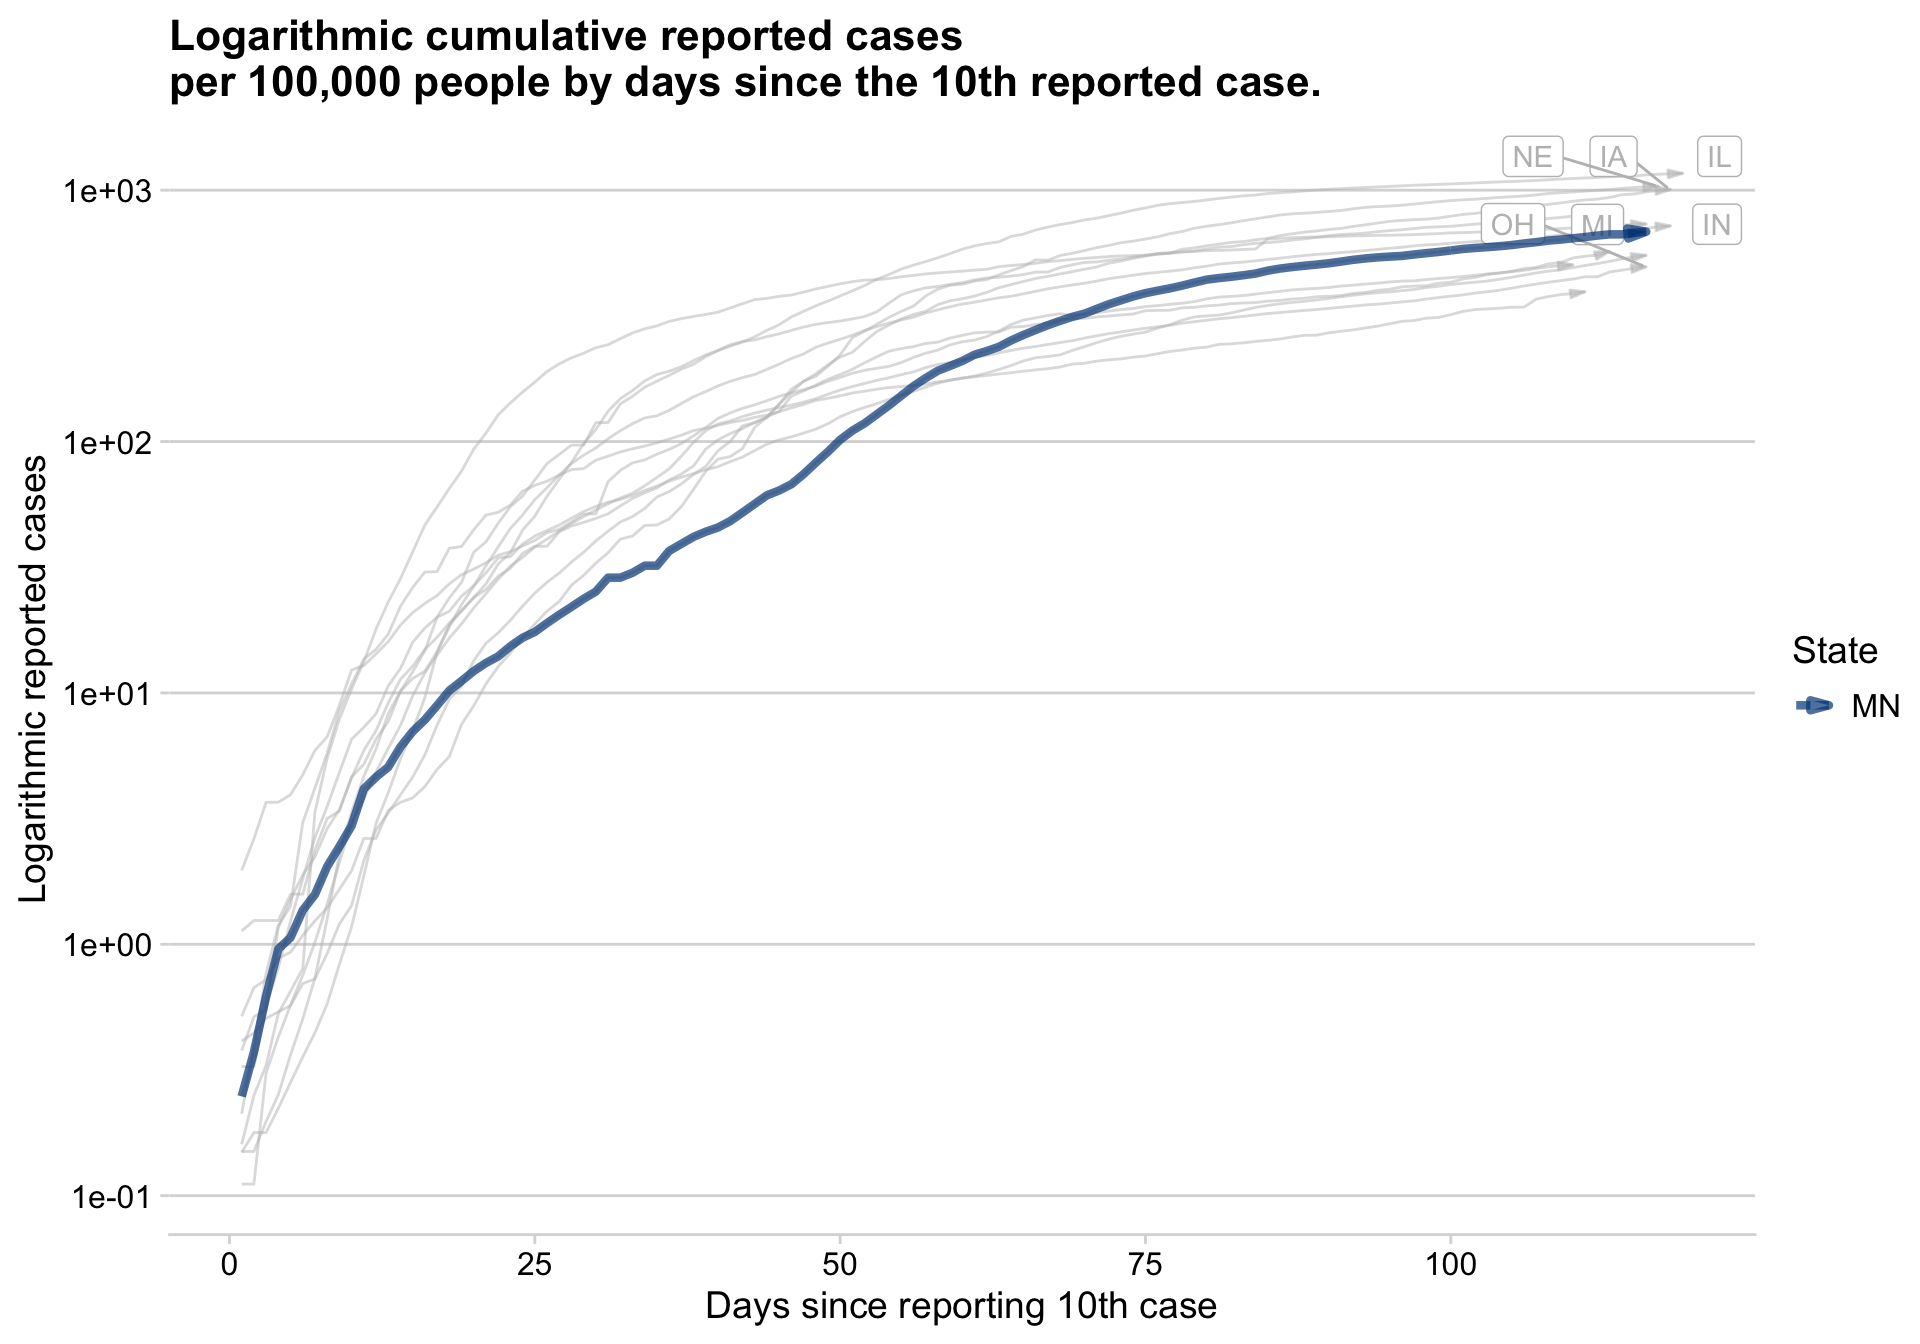 Logarithmic cumulative reported cases
per 100,000 people by days since the 10th reported case.
NE IA IL
1e+03
OH MI IN
1e+02
Logarithmic reported cases
State
1e+01
MN
1e+00
1e-01
0 25 50 75 100
Days since reporting 10th case